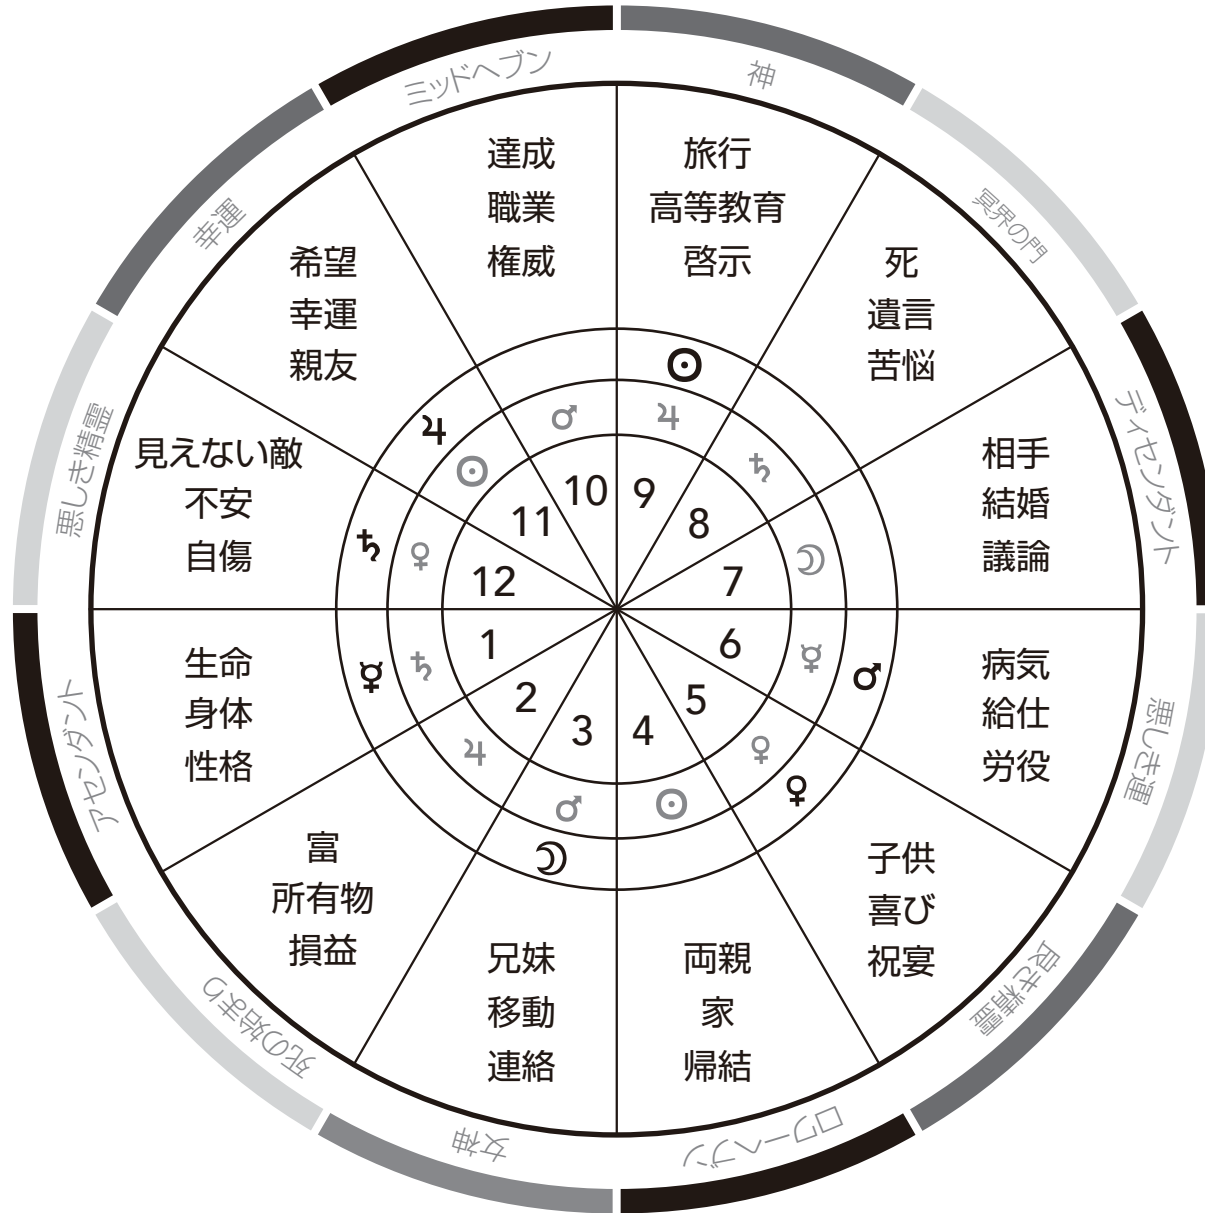 ミッドヘブン
達成
職業
権威
♂
10
神
旅行
高等教育
啓示
☉
♃
9
冥界の門
死
遺言
苦悩
♄
8
ディセンダント
相手
結婚
議論
☽
7
悪しき運
病気
給仕
労役
♂
☿
6
良き精霊
子供
喜び
祝宴
♀
♀
5
ロワーヘブン
両親
家
帰結
☉
4
女神
兄妹
移動
連絡
☽
♂
3
死の始まり
富
所有物
損益
♃
2
アセンダント
生命
身体
性格
☿
♄
1
悪しき精霊
見えない敵
不安
自傷
♄
♀
12
幸運
希望
幸運
親友
♃
☉
11